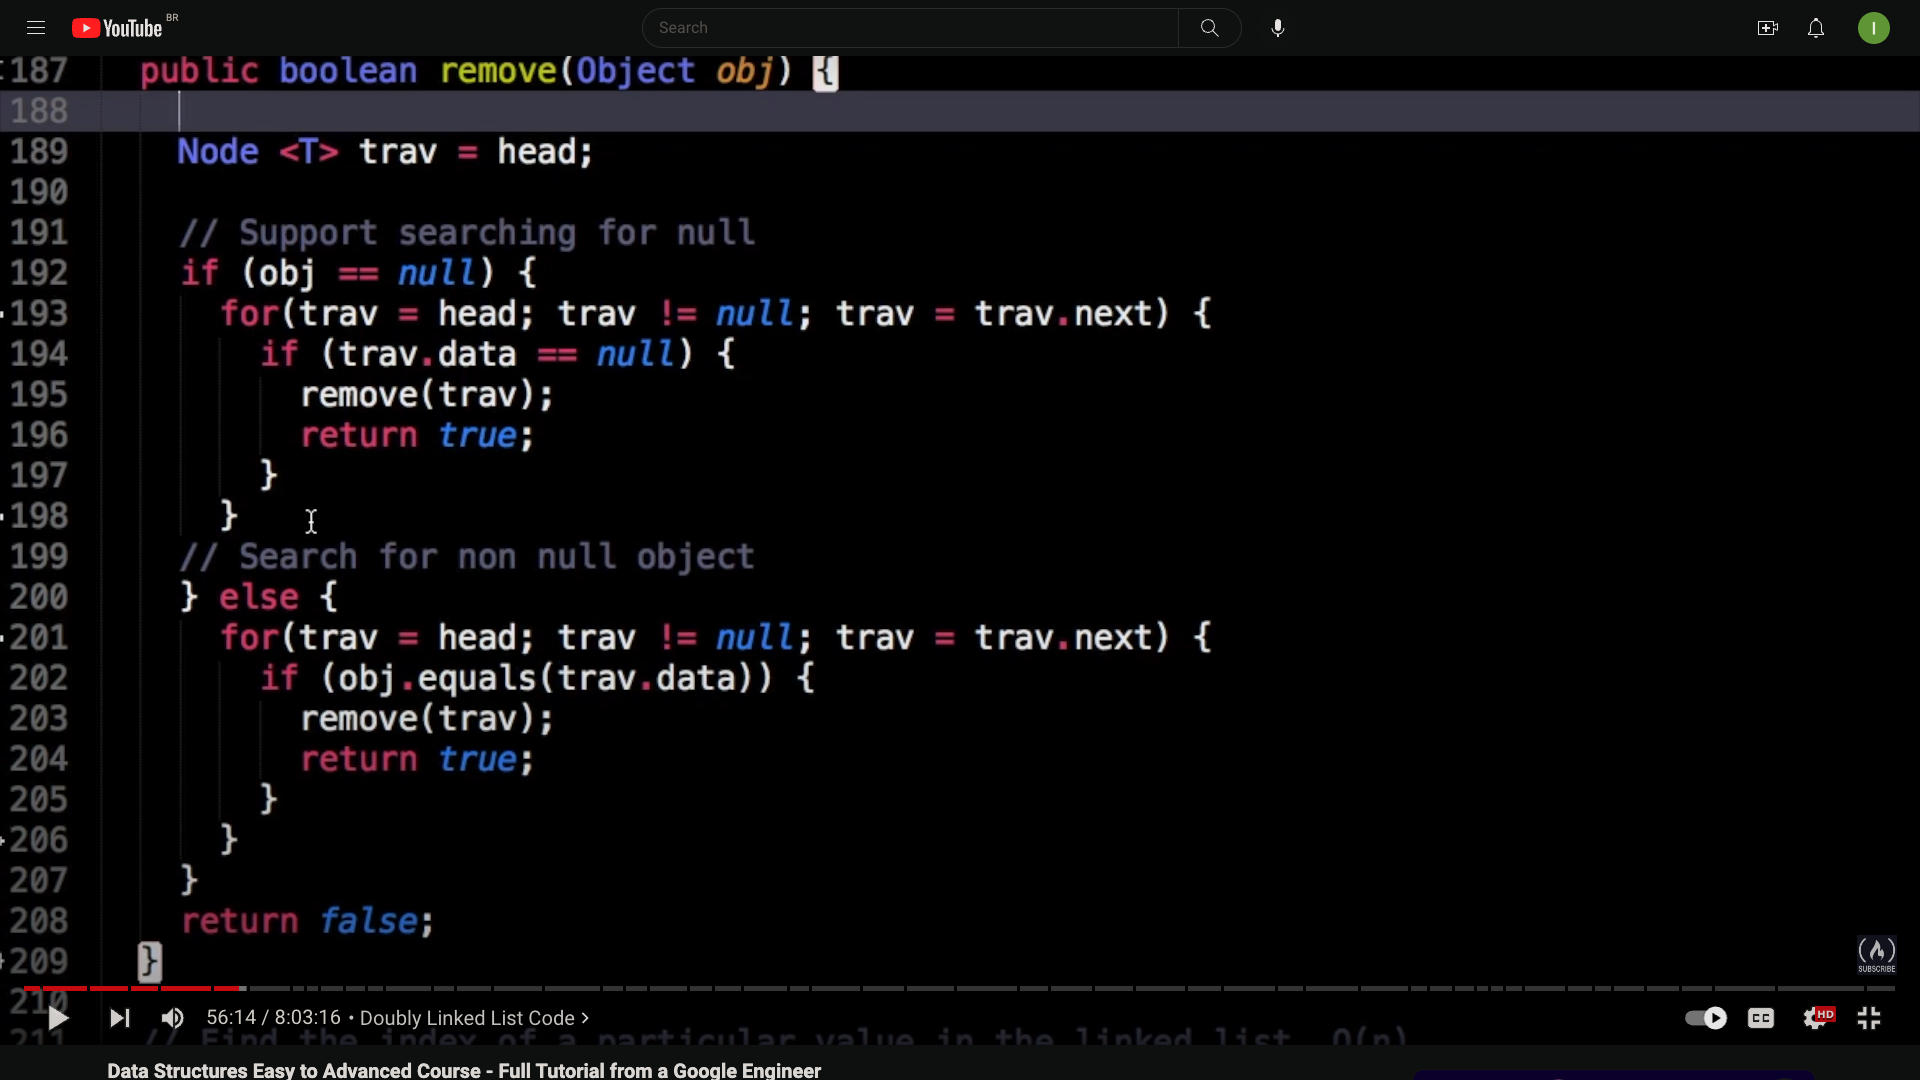 YouTube BR
Search
I
187 public boolean remove(Object obj) {
188
189 Node <T> trav = head;
190
191 // Support searching for null
192 if (obj == null) {
193 for(trav = head; trav != null; trav = trav.next) {
194 if (trav.data == null) {
195 remove(trav);
196 return true;
197 }
198 }
199 // Search for non null object
200 } else {
201 for(trav = head; trav != null; trav = trav.next) {
202 if (obj.equals(trav.data)) {
203 remove(trav);
204 return true;
205 }
206 }
207 }
208 return false;
209 }
SUBSCRIBE
210
56:14 / 8:03:16 • Doubly Linked List Code >
CC
HD
211 // Find the index of a particular value in the linked list, O(n)
Data Structures Easy to Advanced Course - Full Tutorial from a Google Engineer